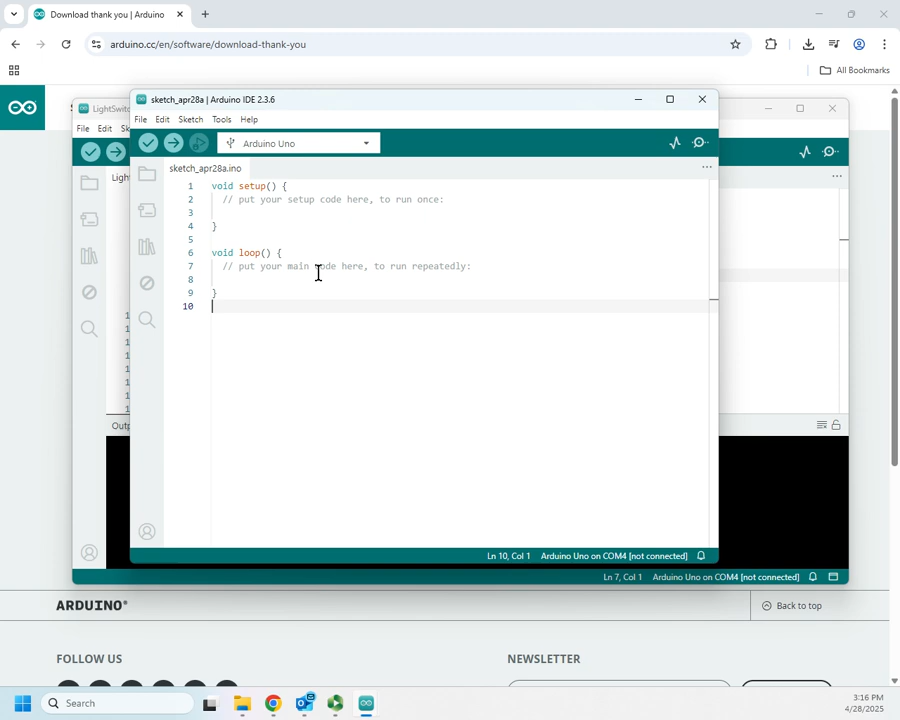 Download thank you | Arduino
arduino.cc/en/software/download-thank-you
All Bookmarks
LightSwitc
sketch_apr28a | Arduino IDE 2.3.6
File Edit Sk
File Edit Sketch Tools Help
Arduino Uno
Ligh
sketch_apr28a.ino
1 void setup() {
2 // put your setup code here, to run once:
3
4 }
5
6 void loop() {
7 // put your main code here, to run repeatedly:
8
9 }
10
Outp
Ln 10, Col 1 Arduino Uno on COM4 [not connected]
Ln 7, Col 1 Arduino Uno on COM4 [not connected]
ARDUINO®
Back to top
FOLLOW US
NEWSLETTER
Search
3:16 PM
4/28/2025